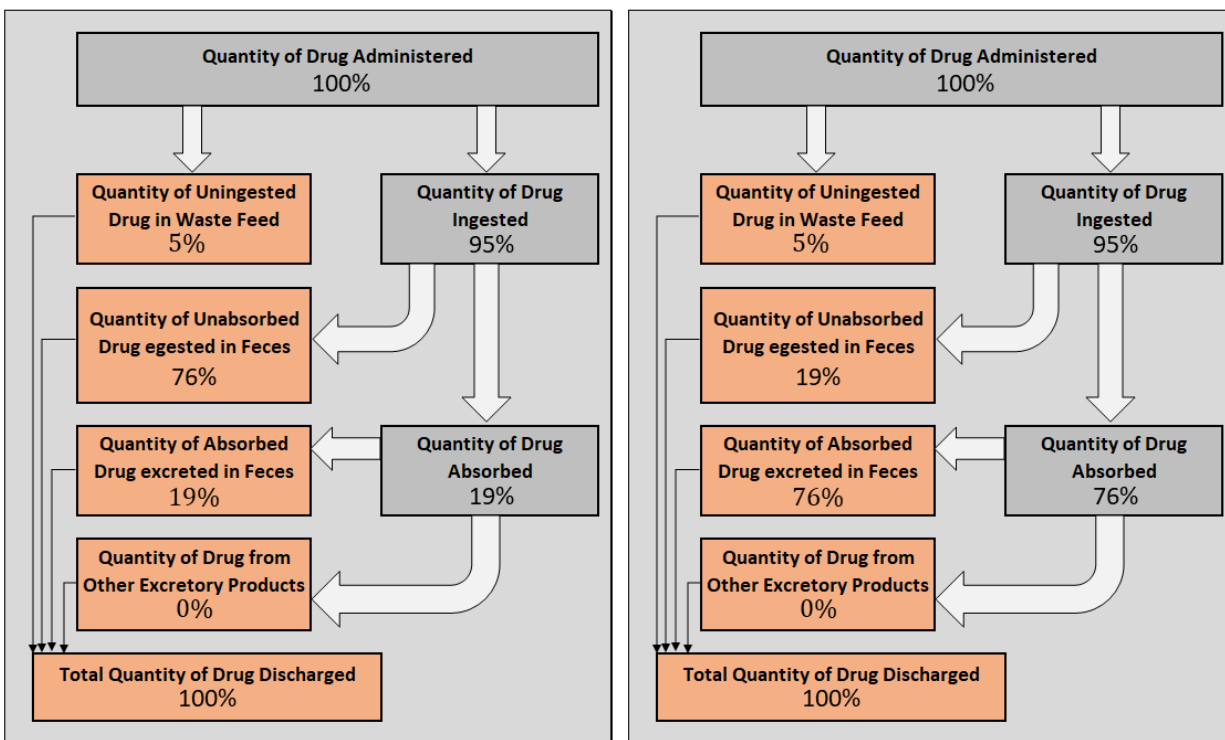 Quantity of Drug Administered
100%
Quantity of Uningested
Drug in Waste Feed
5%
Quantity of Drug
Ingested
95%
Quantity of Unabsorbed
Drug egested in Feces
76%
Quantity of Absorbed
Drug excreted in Feces
19%
Quantity of Drug
Absorbed
19%
Quantity of Drug from
Other Excretory Products
0%
Total Quantity of Drug Discharged
100%
Quantity of Drug Administered
100%
Quantity of Uningested
Drug in Waste Feed
5%
Quantity of Drug
Ingested
95%
Quantity of Unabsorbed
Drug egested in Feces
19%
Quantity of Absorbed
Drug excreted in Feces
76%
Quantity of Drug
Absorbed
76%
Quantity of Drug from
Other Excretory Products
0%
Total Quantity of Drug Discharged
100%